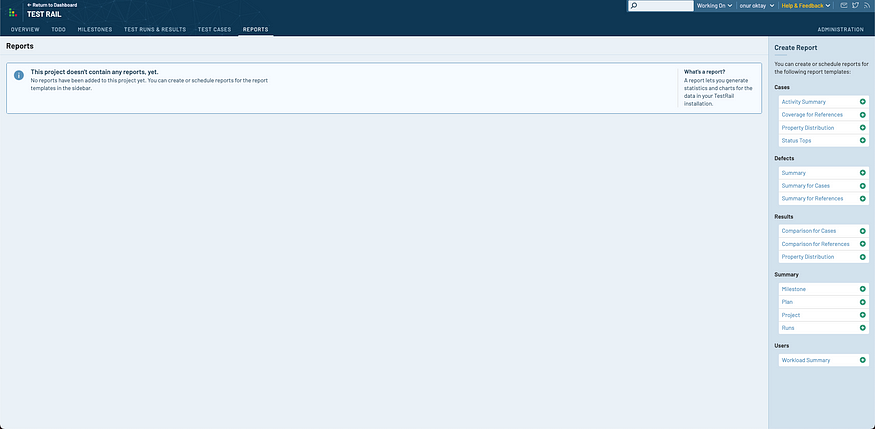 ← Return to Dashboard
TEST RAIL
Working On
onur oktay
Help & Feedback
OVERVIEW TODO MILESTONES TEST RUNS & RESULTS TEST CASES REPORTS
ADMINISTRATION
Reports
This project doesn't contain any reports, yet.
No reports have been added to this project yet. You can create or schedule reports for the report
templates in the sidebar.
What's a report?
A report lets you generate
statistics and charts for the
data in your TestRail
installation.
Create Report
You can create or schedule reports for
the following report templates:
Cases
Activity Summary
Coverage for References
Property Distribution
Status Tops
Defects
Summary
Summary for Cases
Summary for References
Results
Comparison for Cases
Comparison for References
Property Distribution
Summary
Milestone
Plan
Project
Runs
Users
Workload Summary